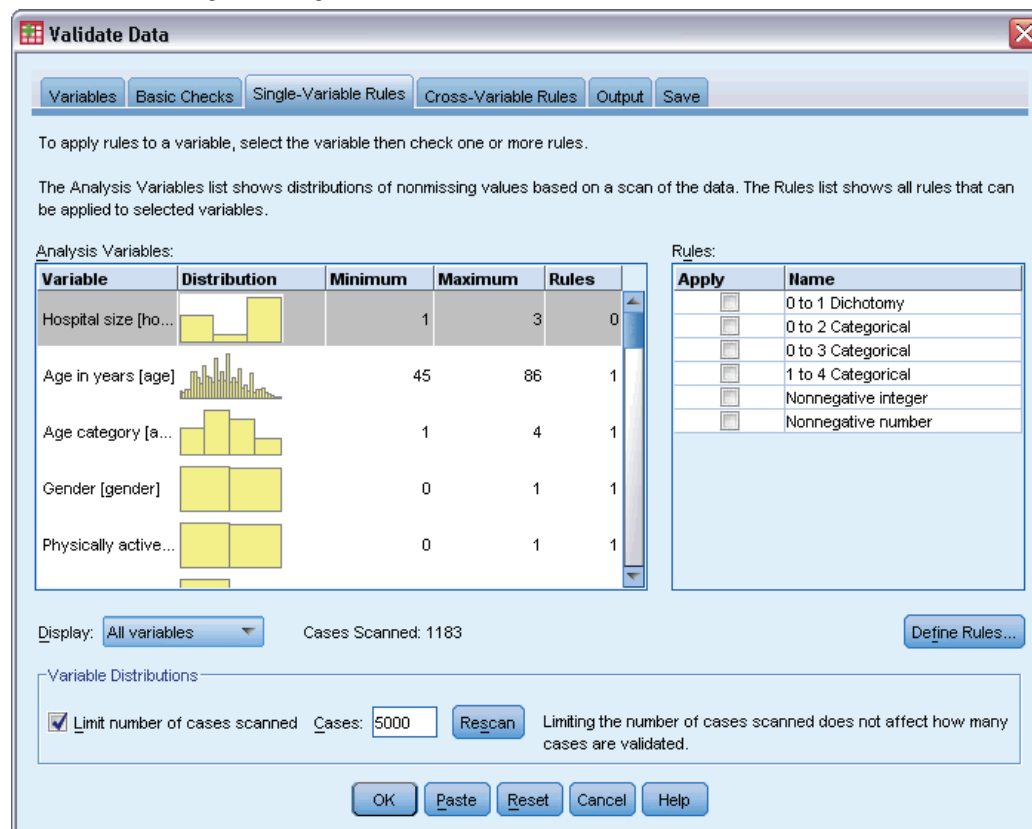 Validate Data
Variables Basic Checks Single-Variable Rules Cross-Variable Rules Output Save
To apply rules to a variable, select the variable then check one or more rules.
The Analysis Variables list shows distributions of nonmissing values based on a scan of the data. The Rules list shows all rules that can
be applied to selected variables.
Analysis Variables:
Variable Distribution Minimum Maximum Rules
Hospital size [ho... 1 3 0
Age in years [age] 45 86 1
Age category [a... 1 4 1
Gender [gender] 0 1 1
Physically active... 0 1 1
Rules:
Apply Name
0 to 1 Dichotomy
0 to 2 Categorical
0 to 3 Categorical
1 to 4 Categorical
Nonnegative integer
Nonnegative number
Display: All variables Cases Scanned: 1183 Define Rules...
Variable Distributions
Limit number of cases scanned Cases: 5000 Rescan Limiting the number of cases scanned does not affect how many
cases are validated.
OK Paste Reset Cancel Help